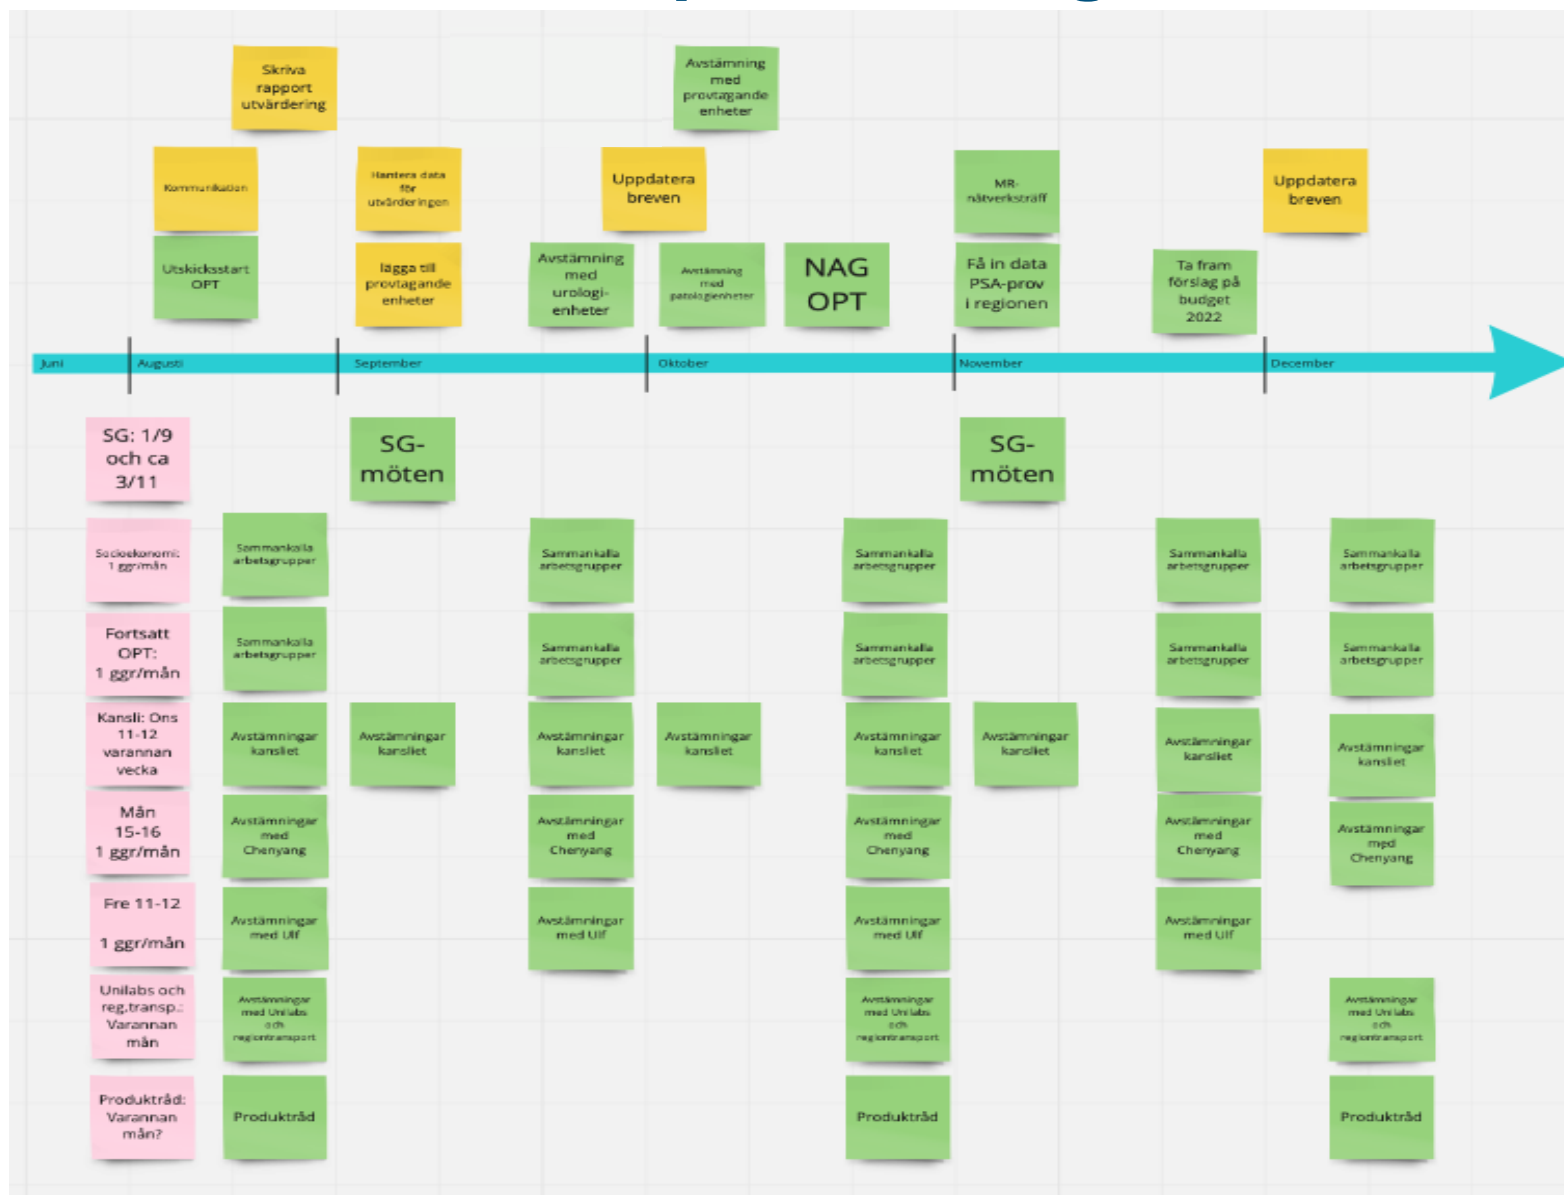 Skriva
rapport
utvärdering
Avstämning
med
provtagande
enheter
Kommunikation
Hantera data
för
utvärderingen
Uppdatera
breven
MR-
nätverksträff
Uppdatera
breven
Utskicksstart
OPT
lägga till
provtagande
enheter
Avstämning
med
urologi-
enheter
Avstämning
med
patologienheter
NAG
OPT
Få in data
PSA-prov
i regionen
Ta fram
förslag på
budget
2022
Juni
Augusti
September
Oktober
November
December
SG: 1/9
och ca
3/11
SG-
möten
SG-
möten
Socioekonomi:
1 ggr/mån
Sammankalla
arbetsgrupper
Sammankalla
arbetsgrupper
Sammankalla
arbetsgrupper
Sammankalla
arbetsgrupper
Sammankalla
arbetsgrupper
Fortsatt
OPT:
1 ggr/mån
Sammankalla
arbetsgrupper
Sammankalla
arbetsgrupper
Sammankalla
arbetsgrupper
Sammankalla
arbetsgrupper
Sammankalla
arbetsgrupper
Kansli: Ons
11-12
varannan
vecka
Avstämningar
kansliet
Avstämningar
kansliet
Avstämningar
kansliet
Avstämningar
kansliet
Avstämningar
kansliet
Avstämningar
kansliet
Avstämningar
kansliet
Avstämningar
kansliet
Mån
15-16
1 ggr/mån
Avstämningar
med
Chenyang
Avstämningar
med
Chenyang
Avstämningar
med
Chenyang
Avstämningar
med
Chenyang
Avstämningar
med
Chenyang
Fre 11-12
1 ggr/mån
Avstämningar
med Ulf
Avstämningar
med Ulf
Avstämningar
med Ulf
Avstämningar
med Ulf
Unilabs och
reg.transp.:
Varannan
mån
Avstämningar
med Unilabs
och
regiontransport
Avstämningar
med Unilabs
och
regiontransport
Avstämningar
med Unilabs
och
regiontransport
Produktråd:
Varannan
mån?
Produktråd
Produktråd
Produktråd